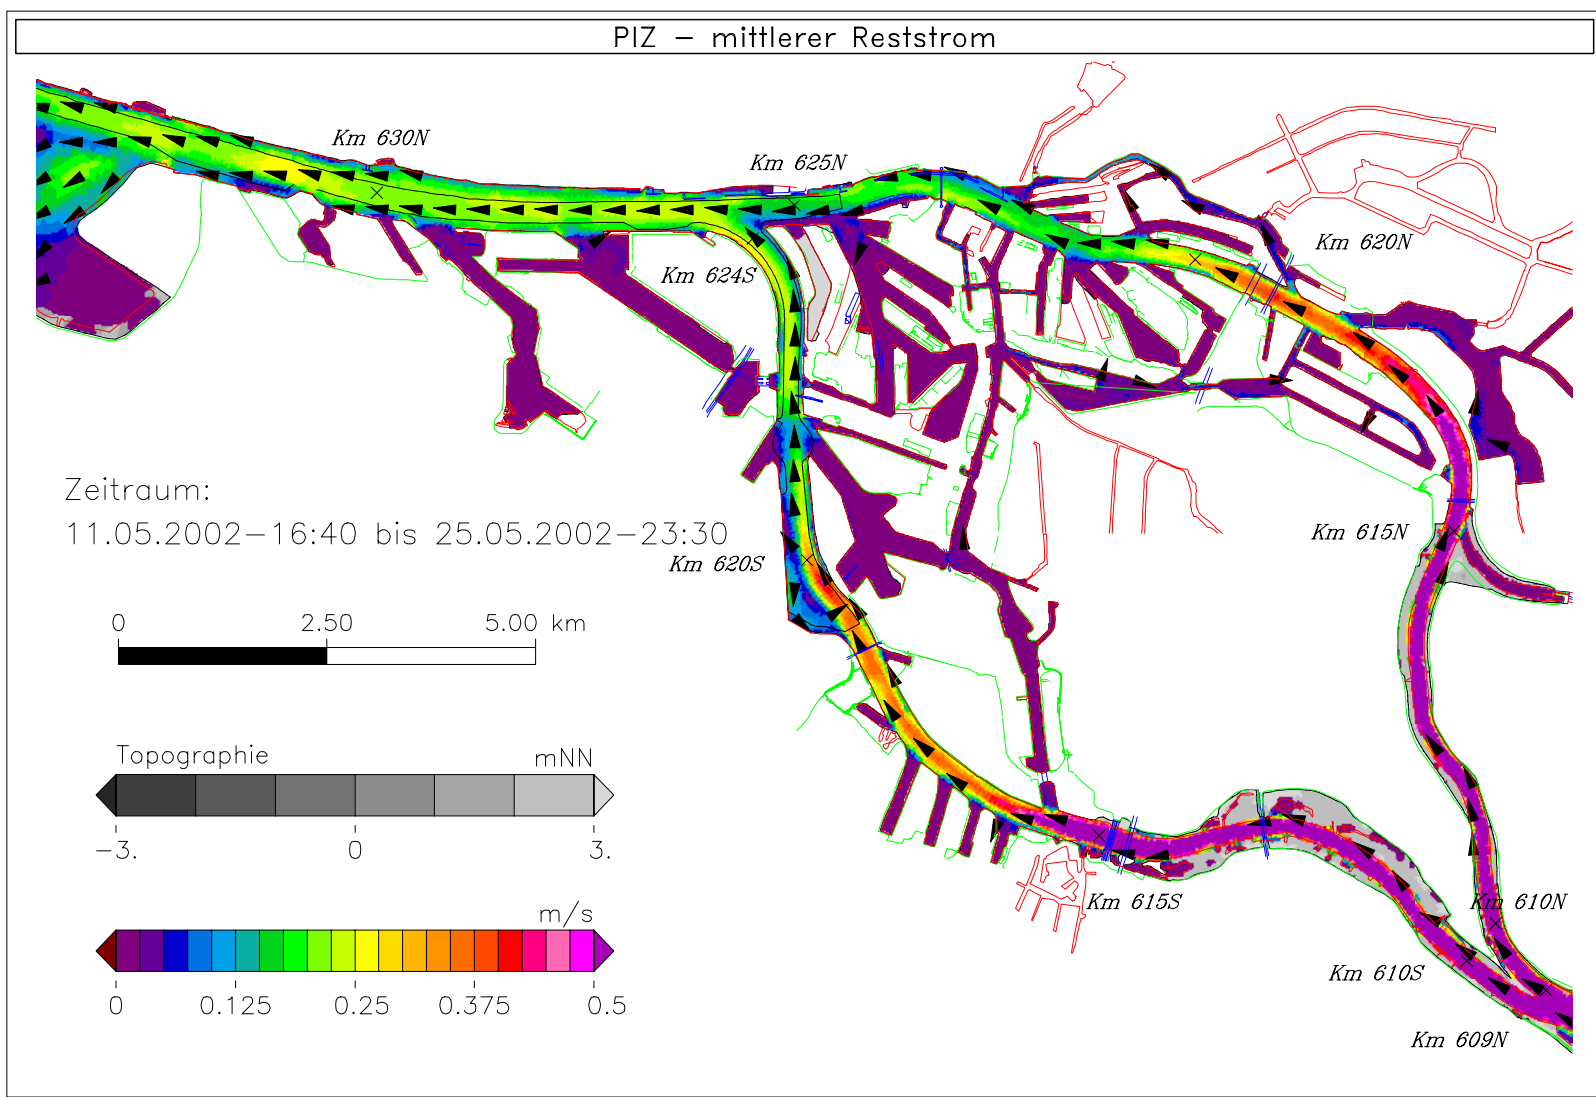 PIZ – mittlerer Reststrom
Km 630N
Km 625N
Km 620N
Km 624S
Zeitraum:
11.05.2002–16:40 bis 25.05.2002–23:30
Km 615N
Km 620S
0 2.50 5.00 km
Topographie mNN
–3. 0 3.
Km 615S
Km 610N
m/s
Km 610S
0 0.125 0.25 0.375 0.5
Km 609N